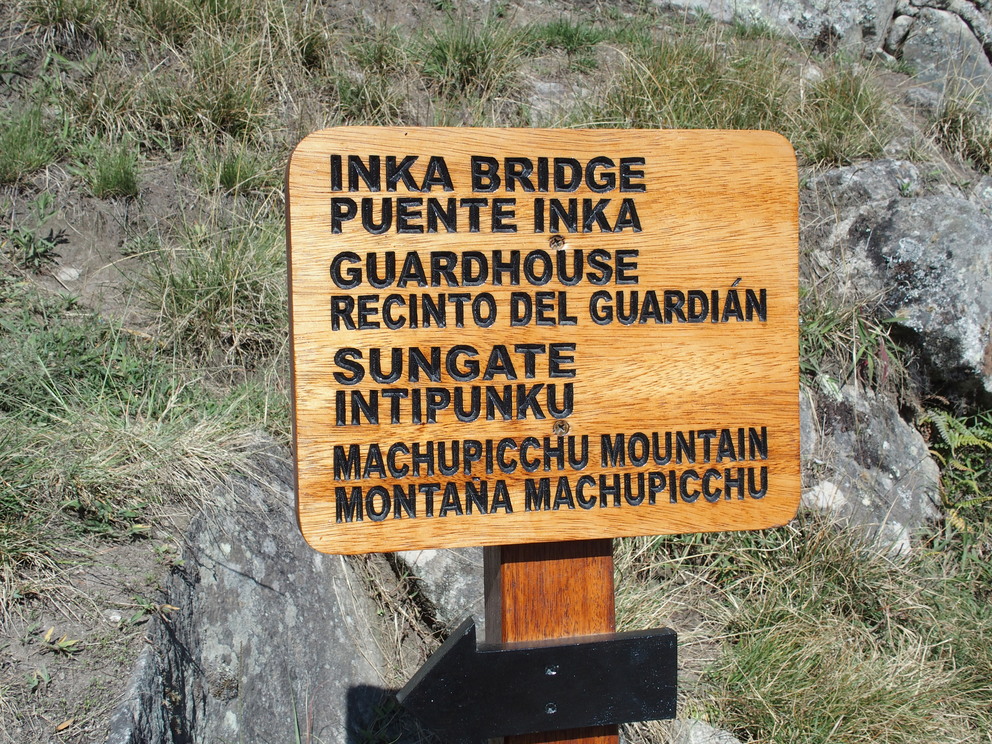 INKA BRIDGE
PUENTE INKA
GUARDHOUSE
RECINTO DEL GUARDIÁN
SUNGATE
INTIPUNKU
MACHUPICCHU MOUNTAIN
MONTAÑA MACHUPICCHU